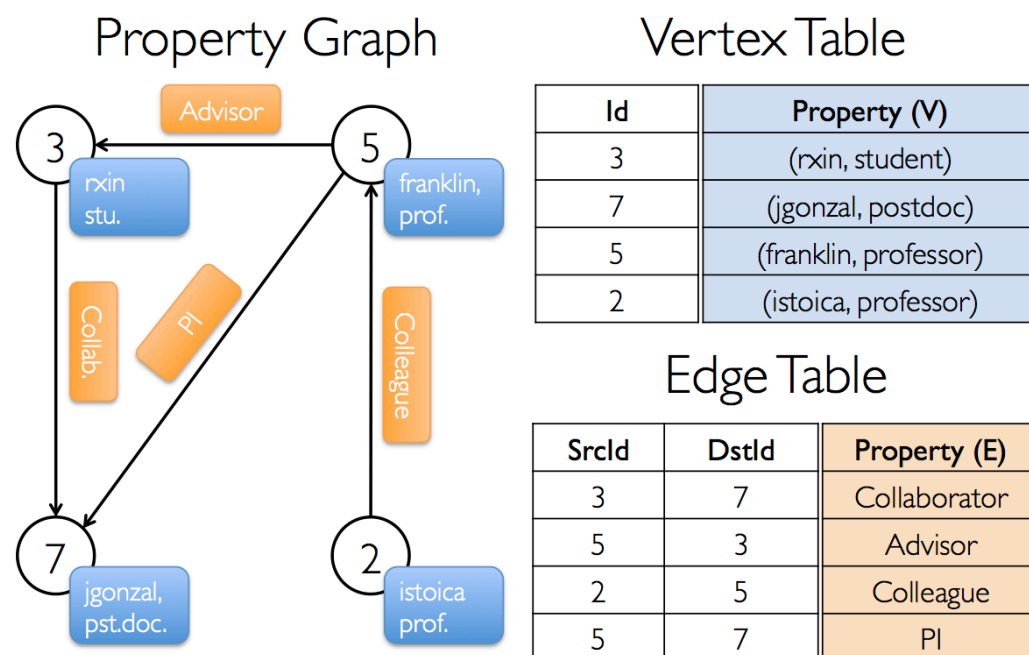 Property Graph
Advisor
3
5
rxin
stu.
franklin,
prof.
Collab.
PI
Colleague
7
2
jgonzal,
pst.doc.
istoica
prof.
Vertex Table
Id Property (V)
3 (rxin, student)
7 (jgonzal, postdoc)
5 (franklin, professor)
2 (istoica, professor)
Edge Table
SrcId DstId Property (E)
3 7 Collaborator
5 3 Advisor
2 5 Colleague
5 7 PI